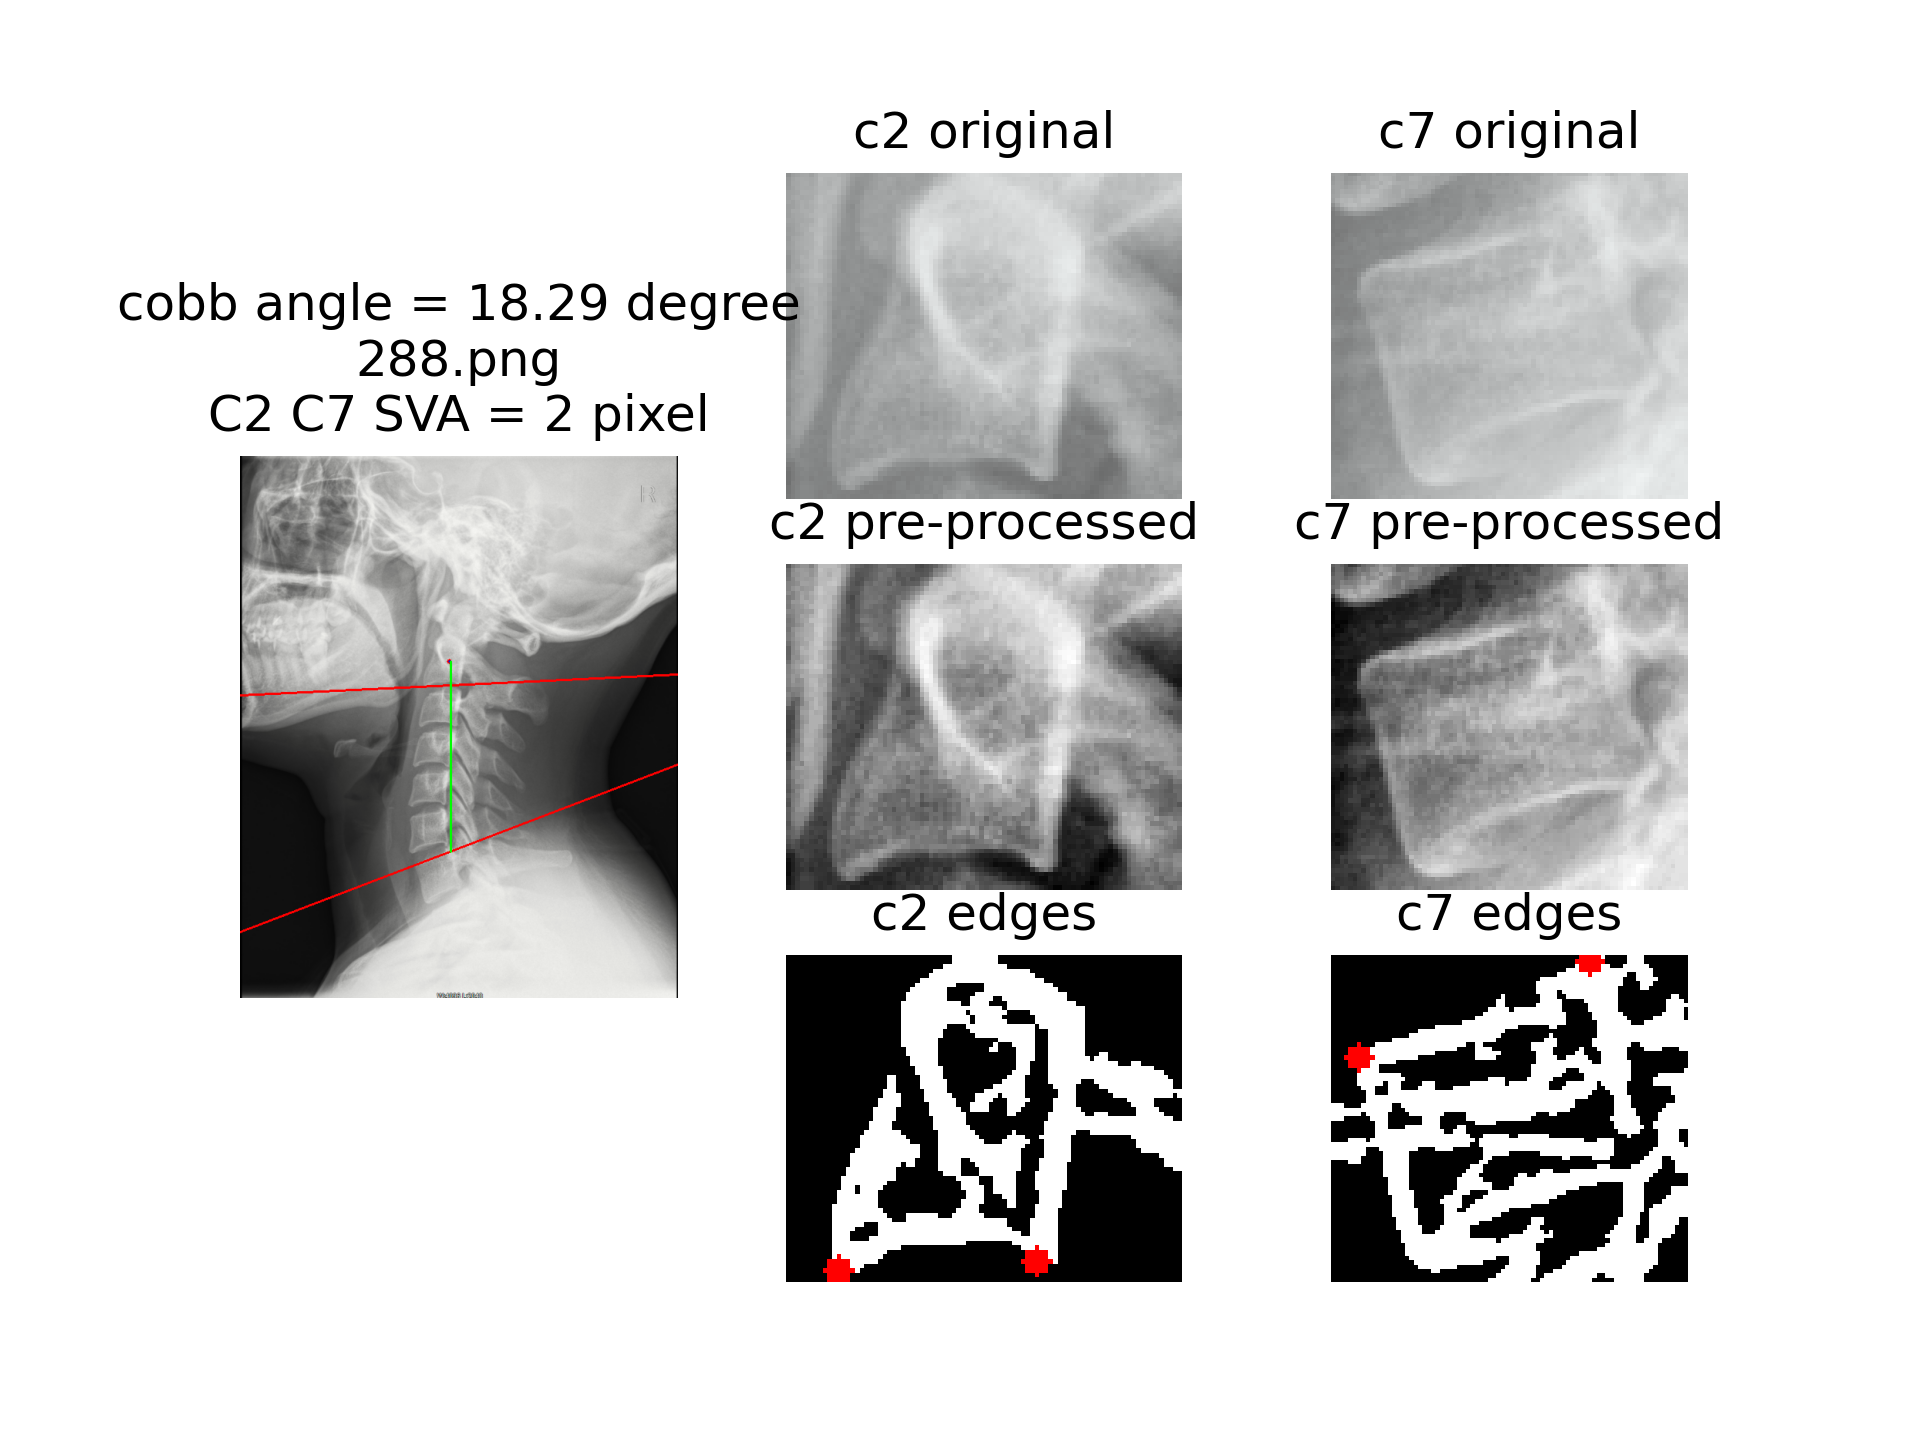 cobb angle = 18.29 degree
288.png
C2 C7 SVA = 2 pixel
c2 original
c7 original
c2 pre-processed
c7 pre-processed
c2 edges
c7 edges